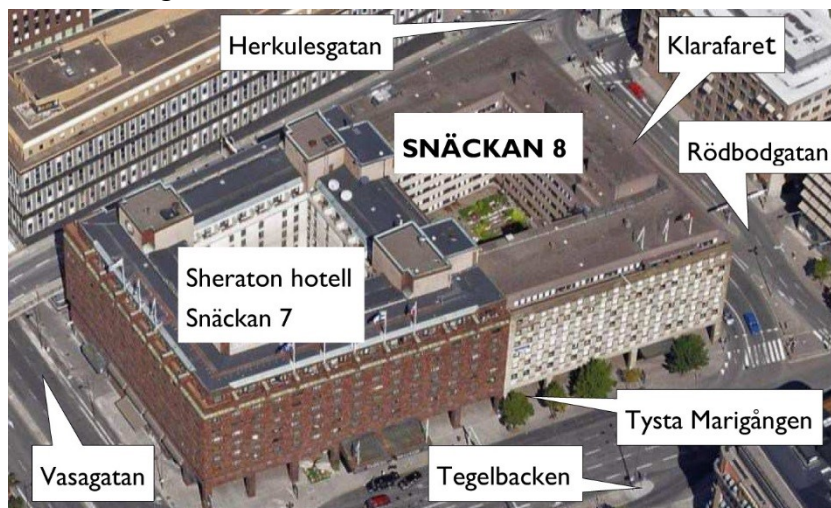 Herkulesgatan
Klarafaret
SNÄCKAN 8
Rödbodgatan
Sheraton hotell
Snäckan 7
Tysta Marigången
Vasagatan
Tegelbacken